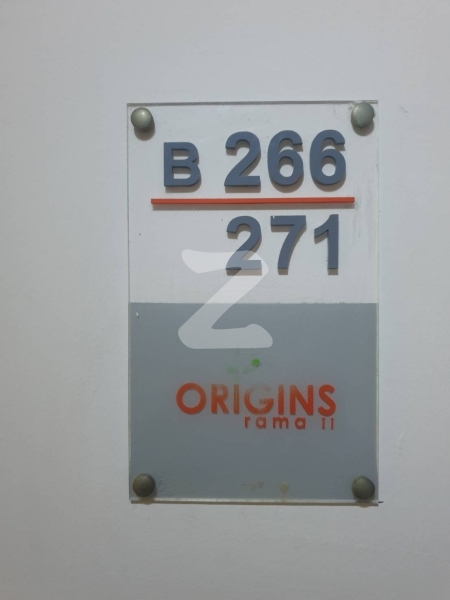 B 266
271
ORIGINS
rama II